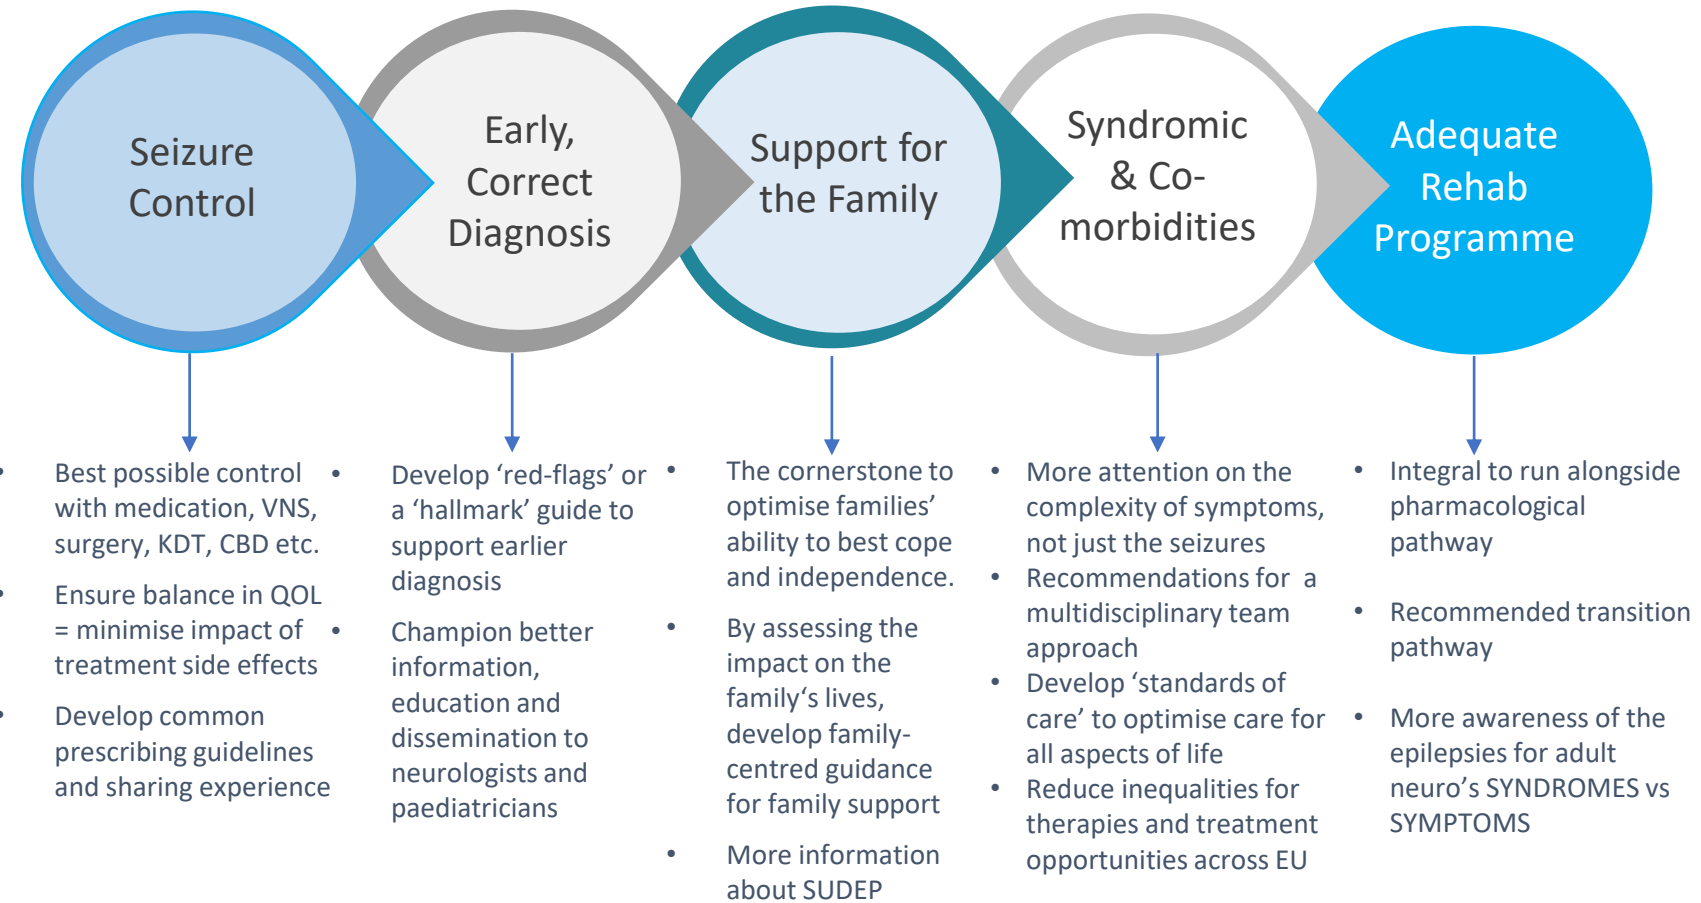 Seizure
Control
Early,
Correct
Diagnosis
Support for
the Family
Syndromic
& Co-
morbidities
Adequate
Rehab
Programme
• Best possible control
with medication, VNS,
surgery, KDT, CBD etc.
• Ensure balance in QOL
= minimise impact of
treatment side effects
• Develop common
prescribing guidelines
and sharing experience
• Develop ‘red-flags’ or
a ‘hallmark’ guide to
support earlier
diagnosis
• Champion better
information,
education and
dissemination to
neurologists and
paediatricians
• The cornerstone to
optimise families’
ability to best cope
and independence.
• By assessing the
impact on the
family‘s lives,
develop family-
centred guidance
for family support
• More information
about SUDEP
• More attention on the
complexity of symptoms,
not just the seizures
• Recommendations for a
multidisciplinary team
approach
• Develop ‘standards of
care’ to optimise care for
all aspects of life
• Reduce inequalities for
therapies and treatment
opportunities across EU
• Integral to run alongside
pharmacological
pathway
• Recommended transition
pathway
• More awareness of the
epilepsies for adult
neuro’s SYNDROMES vs
SYMPTOMS